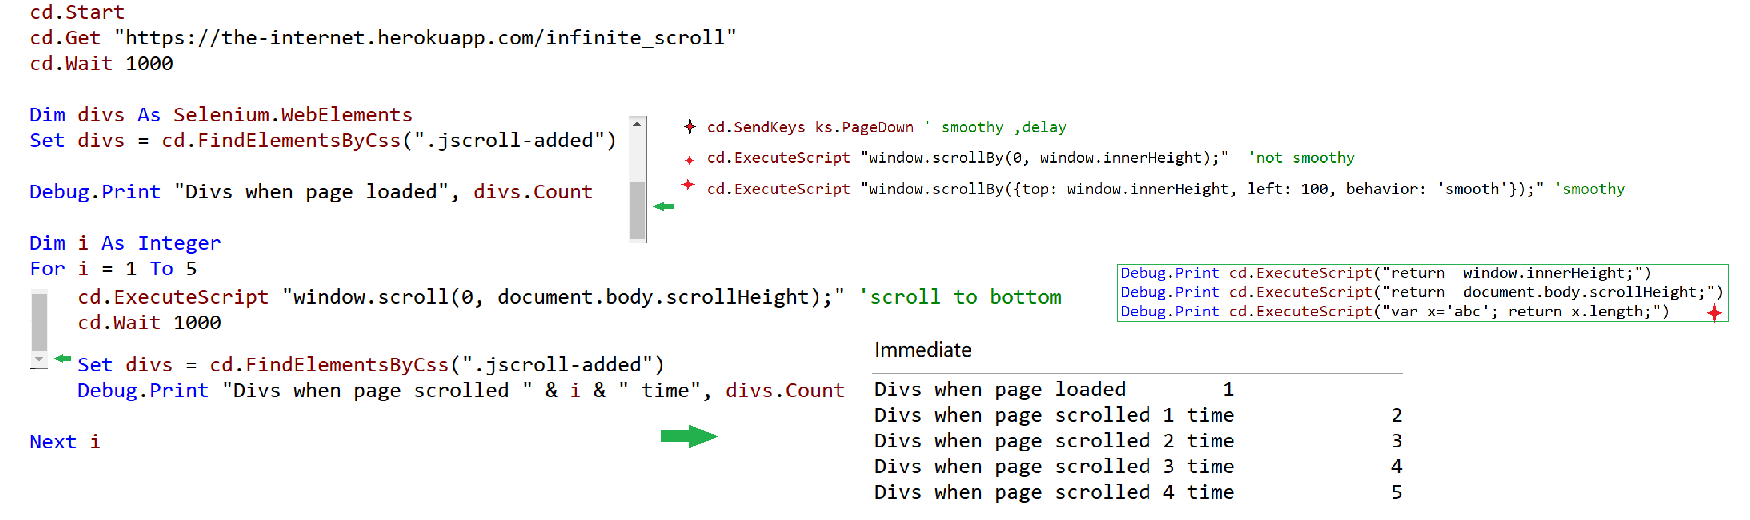 cd.Start
cd.Get "https://the-internet.herokuapp.com/infinite_scroll"
cd.Wait 1000
Dim divs As Selenium.WebElements
Set divs = cd.FindElementsByCss(".jscroll-added")
Debug.Print "Divs when page loaded", divs.Count
Dim i As Integer
For i = 1 To 5
cd.ExecuteScript "window.scroll(0, document.body.scrollHeight);" 'scroll to bottom
cd.Wait 1000
Set divs = cd.FindElementsByCss(".jscroll-added")
Debug.Print "Divs when page scrolled " & i & " time", divs.Count
Next i
cd.SendKeys ks.PageDown ' smoothy ,delay
cd.ExecuteScript "window.scrollBy(0, window.innerHeight);" 'not smoothy
cd.ExecuteScript "window.scrollBy({top: window.innerHeight, left: 100, behavior: 'smooth'});" 'smoothy
Debug.Print cd.ExecuteScript("return window.innerHeight;")
Debug.Print cd.ExecuteScript("return document.body.scrollHeight;")
Debug.Print cd.ExecuteScript("var x='abc'; return x.length;")
Immediate
Divs when page loaded 1
Divs when page scrolled 1 time 2
Divs when page scrolled 2 time 3
Divs when page scrolled 3 time 4
Divs when page scrolled 4 time 5